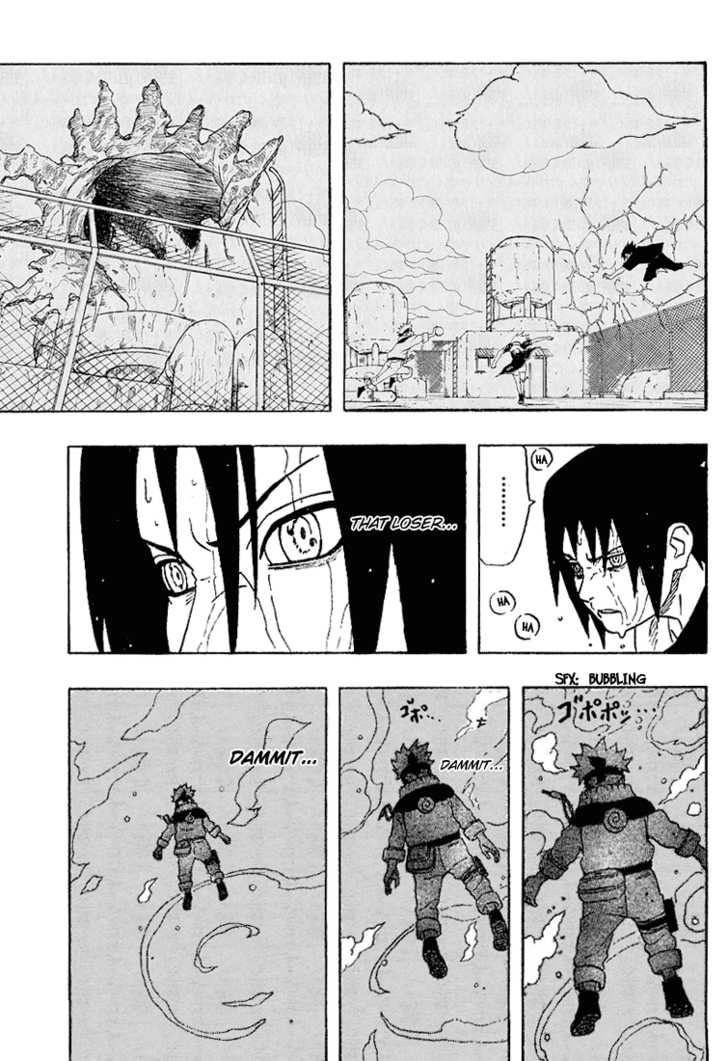 HA
..........
HA
HA
THAT LOSER...
SFX: BUBBLING
ゴポポッ...
ゴポ...
DAMMIT...
DAMMIT...